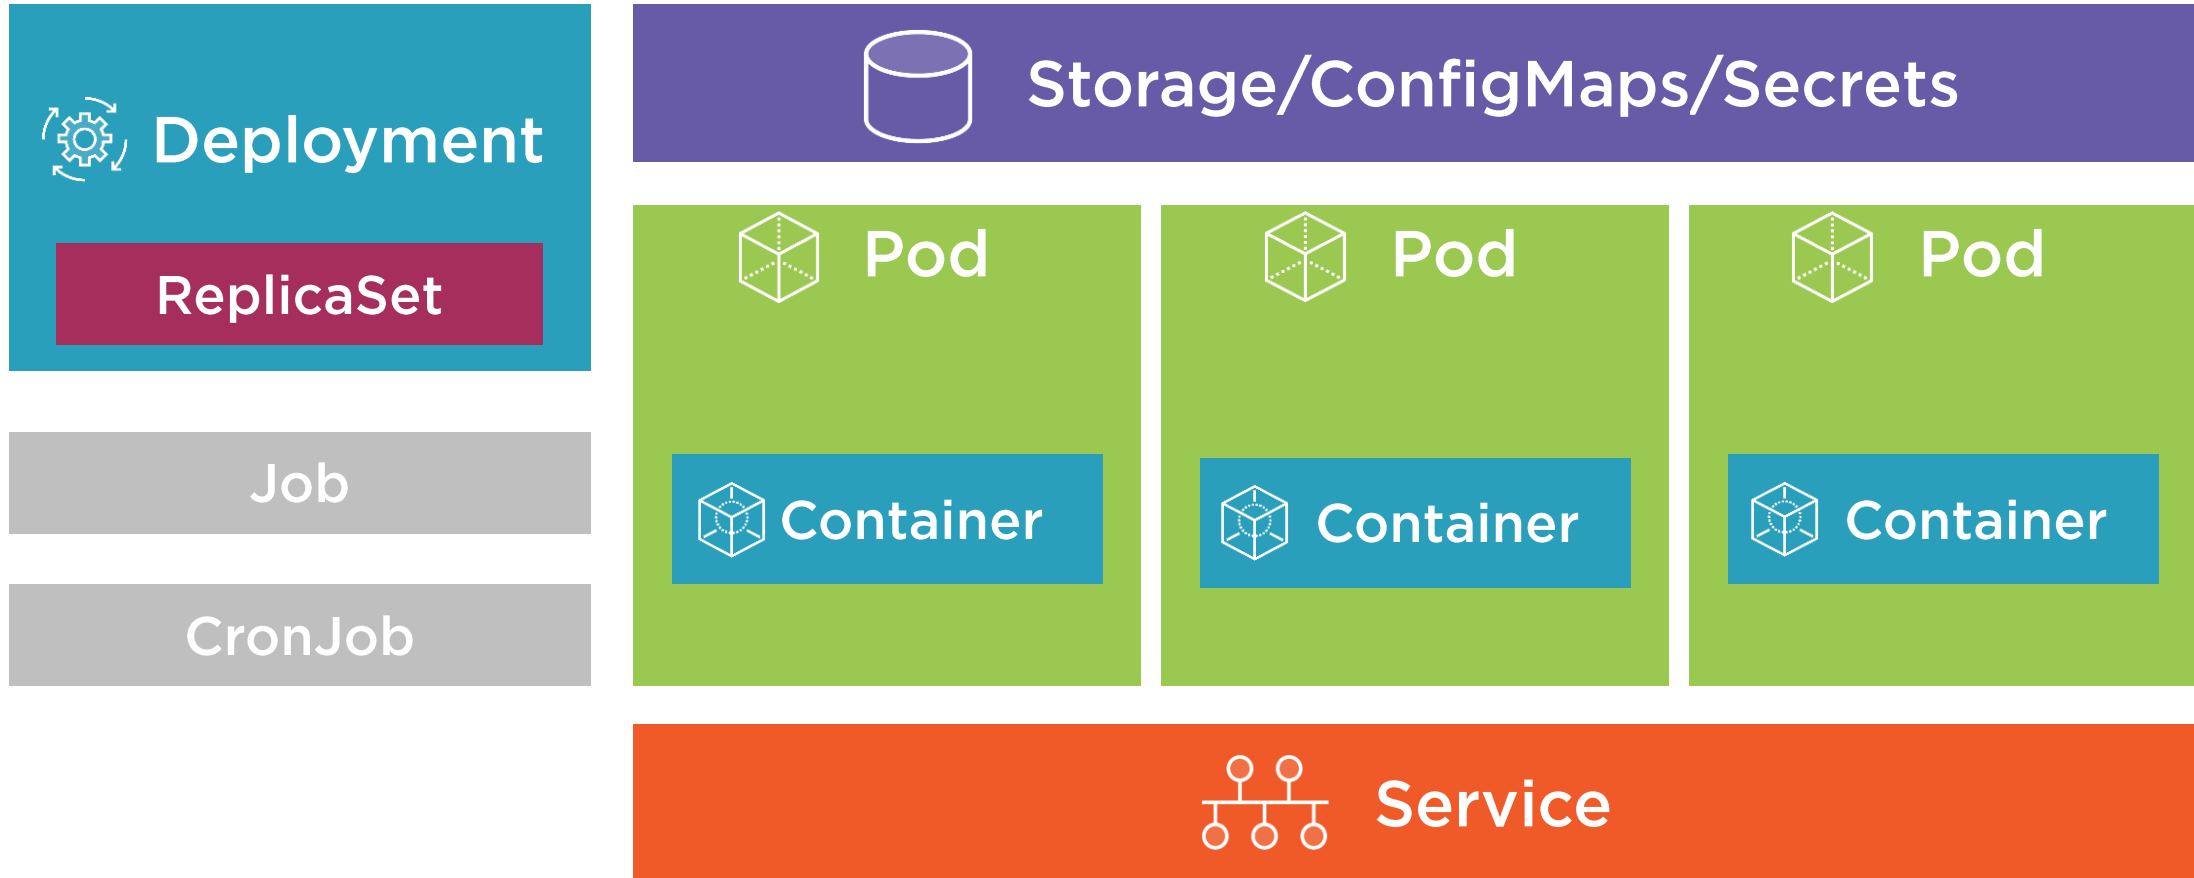 Deployment
ReplicaSet
Job
CronJob
Storage/ConfigMaps/Secrets
Pod
Container
Pod
Container
Pod
Container
Service